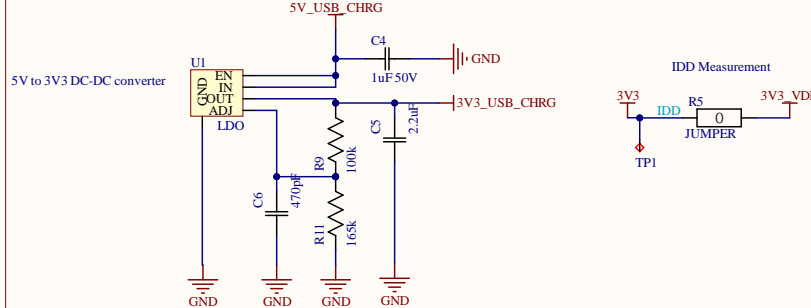 5V_USB_CHRG
C4
GND
1uF 50V
5V to 3V3 DC-DC converter
U1
GND
EN
IN
OUT
ADJ
LDO
3V3_USB_CHRG
R9
100k
C5
2.2uF
C6
470pF
R11
165k
GND
GND
GND
GND
IDD Measurement
3V3
IDD
R5
0
JUMPER
TP1